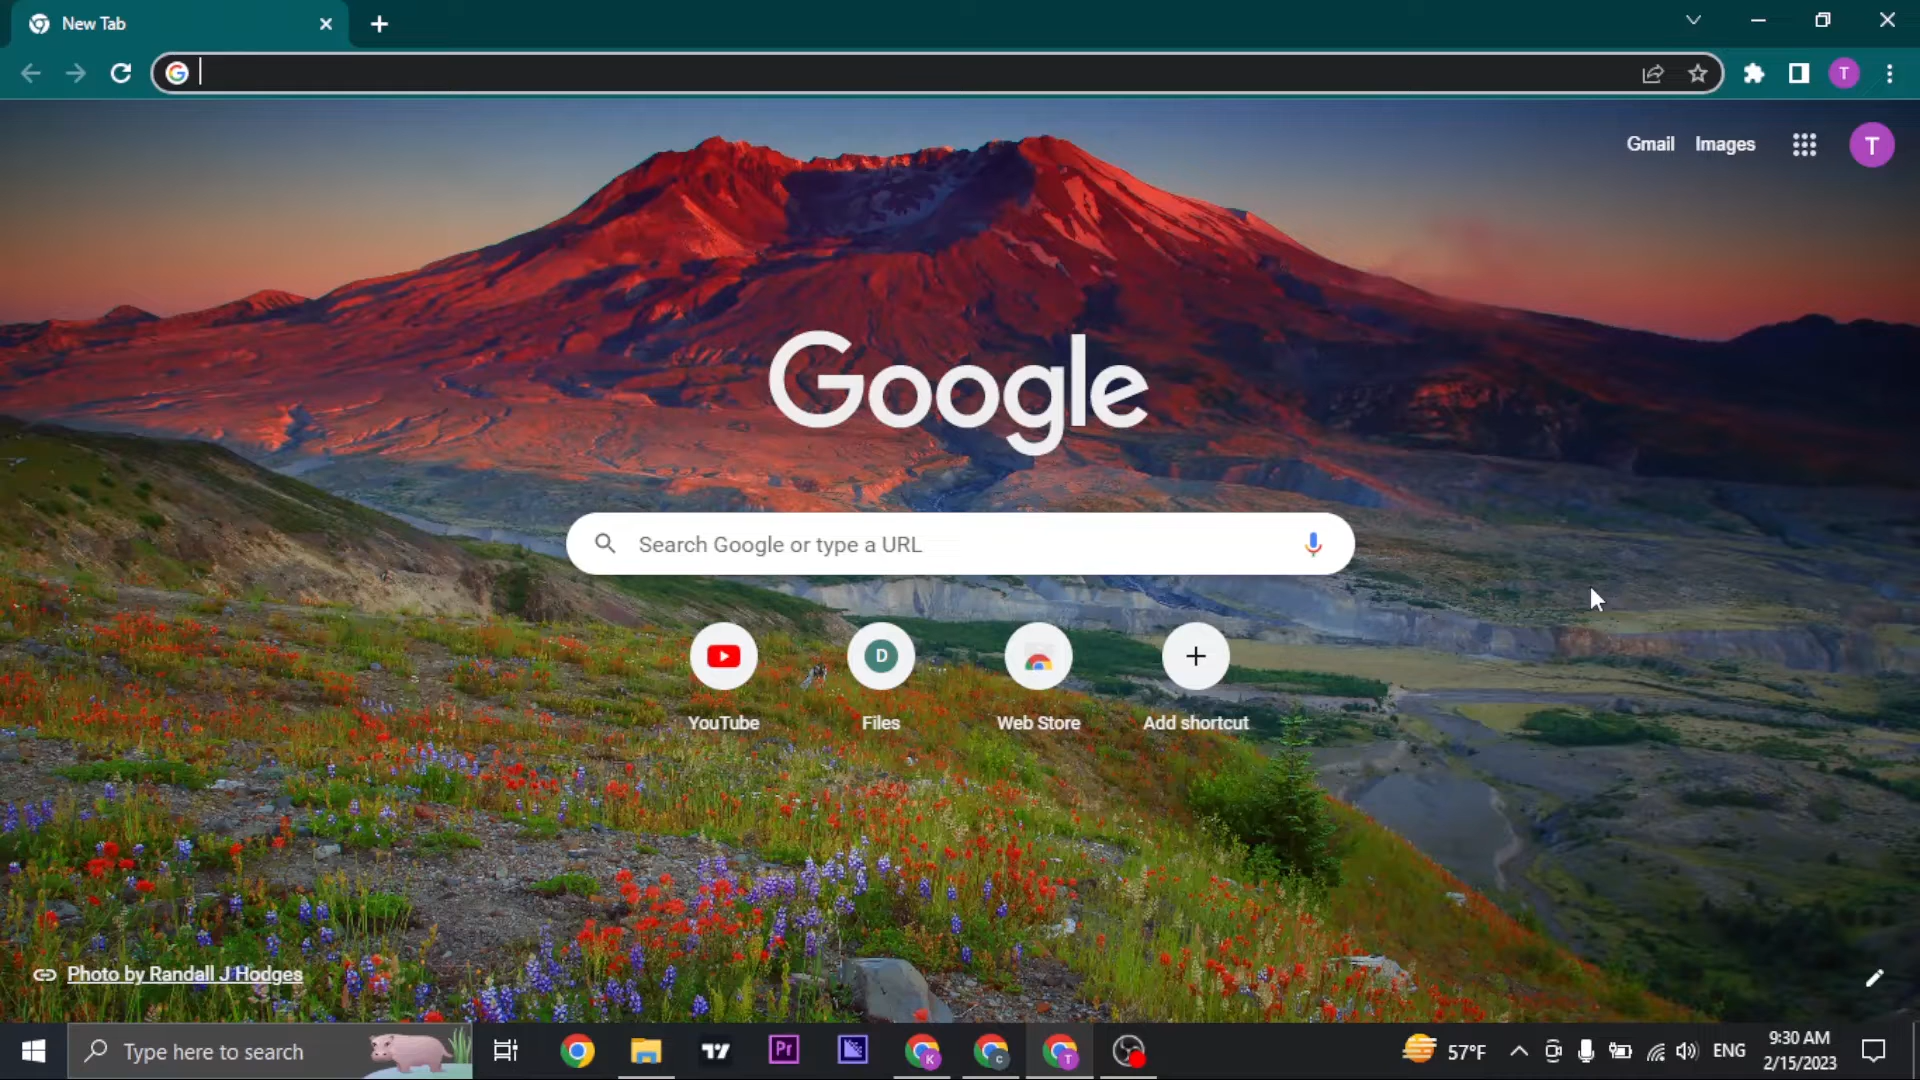 New Tab
T
Gmail
Images
T
Google
Search Google or type a URL
D
YouTube
Files
Web Store
Add shortcut
Photo by Randall J Hodges
Type here to search
Pr
K
C
T
57°F
ENG
9:30 AM
2/15/2023